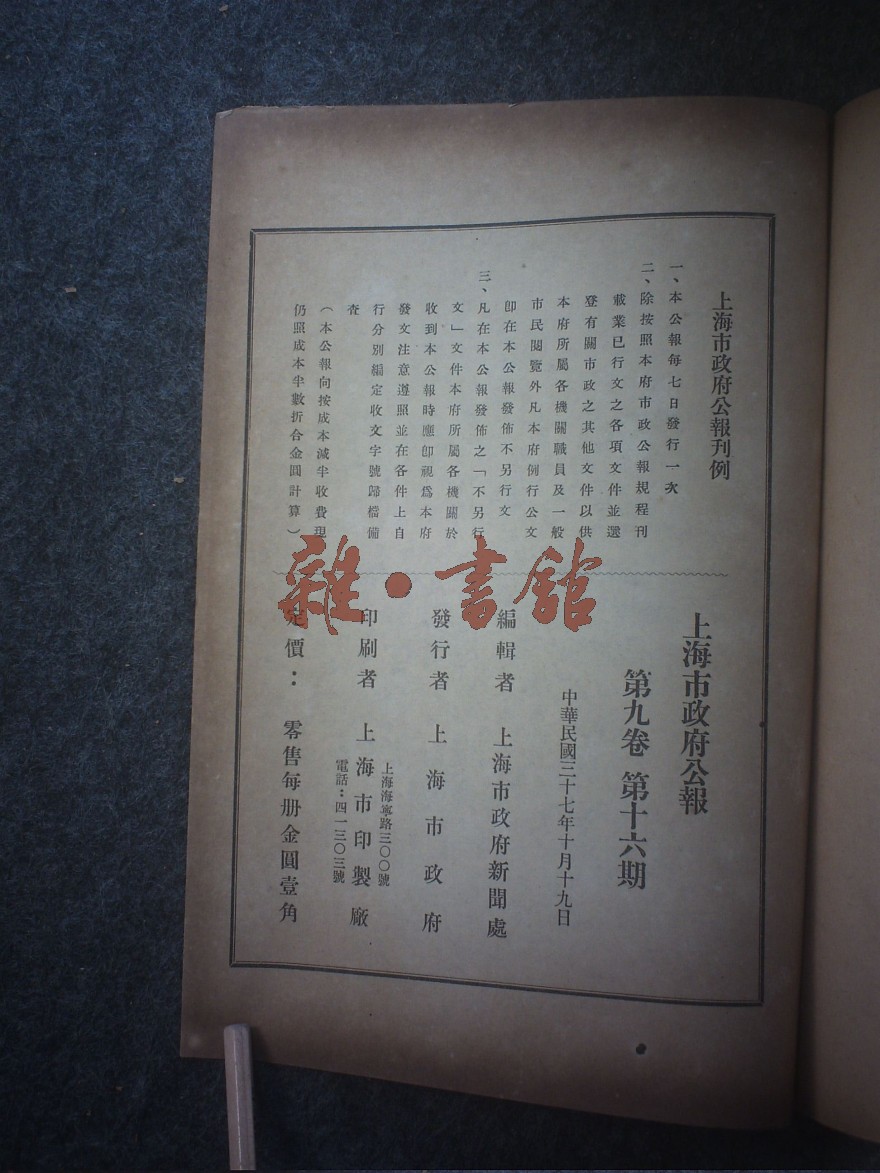 上海市政府公報刊例
一、本公報每七日發行一次
二、除按照本府市政公報規程刊
載業已行文之各項文件並選
登有關市政之其他文件以供
本府所屬各機關職員及一般
市民閱覽外凡本府例行公文
卽在本公報發佈不另行文
三、凡在本公報發佈之「不另行
文」文件本府所屬各機關於
收到本公報時應卽視爲本府
發文注意遵照並在各件上自
行分別編定收文字號歸檔備
查
（本公報向按成本減半收費現
仍照成本半數折合金圓計算）
上海市政府公報
第九卷 第十六期
中華民國三十七年十月十九日
編輯者 上海市政府新聞處
發行者 上海市政府
印刷者 上海市印製廠
上海海寧路三〇〇號
電話：四一三〇三號
定價： 零售每册金圓壹角
雜·書館